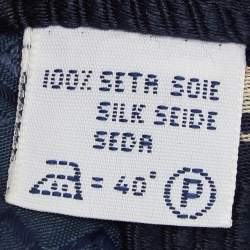 100% SETA SOIE
SILK SEIDE
SEDA
= 40° P